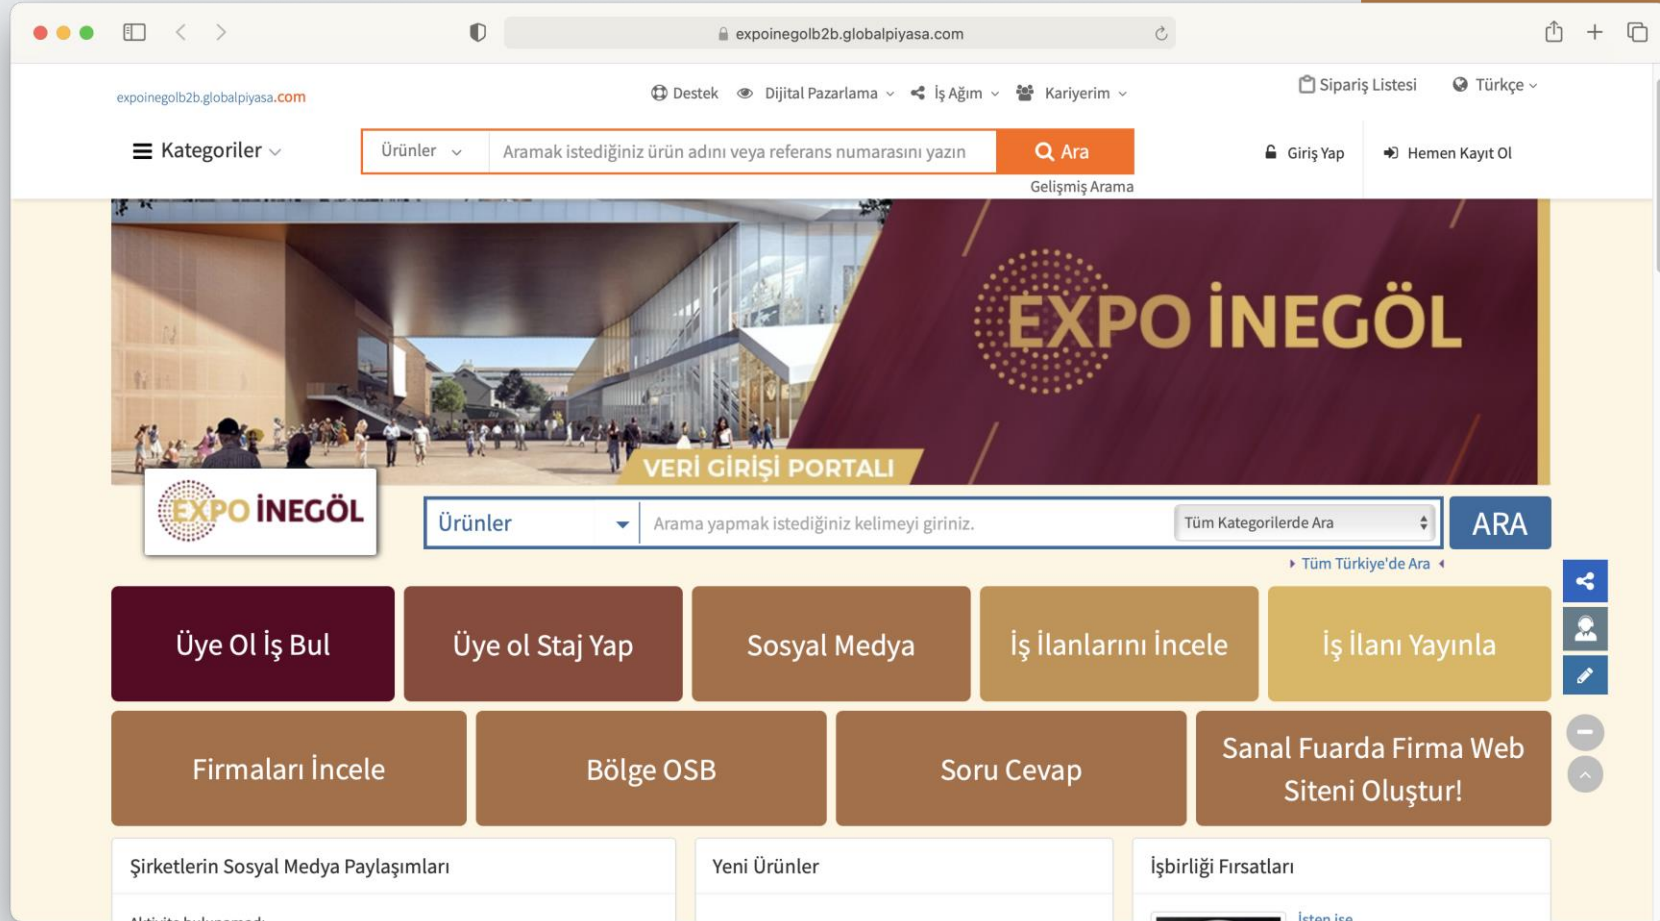 expoinegolb2b.globalpiyasa.com
expoinegolb2b.globalpiyasa.com
Destek Dijital Pazarlama İş Ağım Kariyerim
Sipariş Listesi Türkçe
Kategoriler
Ürünler Aramak istediğiniz ürün adını veya referans numarasını yazın Ara
Giriş Yap Hemen Kayıt Ol
Gelişmiş Arama
EXPO İNEGÖL
VERİ GİRİŞİ PORTALI
EXPO İNEGÖL
Ürünler Arama yapmak istediğiniz kelimeyi giriniz. Tüm Kategorilerde Ara ARA
Tüm Türkiye'de Ara
Üye Ol İş Bul
Üye ol Staj Yap
Sosyal Medya
İş İlanlarını İncele
İş İlanı Yayınla
Firmaları İncele
Bölge OSB
Soru Cevap
Sanal Fuarda Firma Web
Siteni Oluştur!
Şirketlerin Sosyal Medya Paylaşımları
Yeni Ürünler
İşbirliği Fırsatları